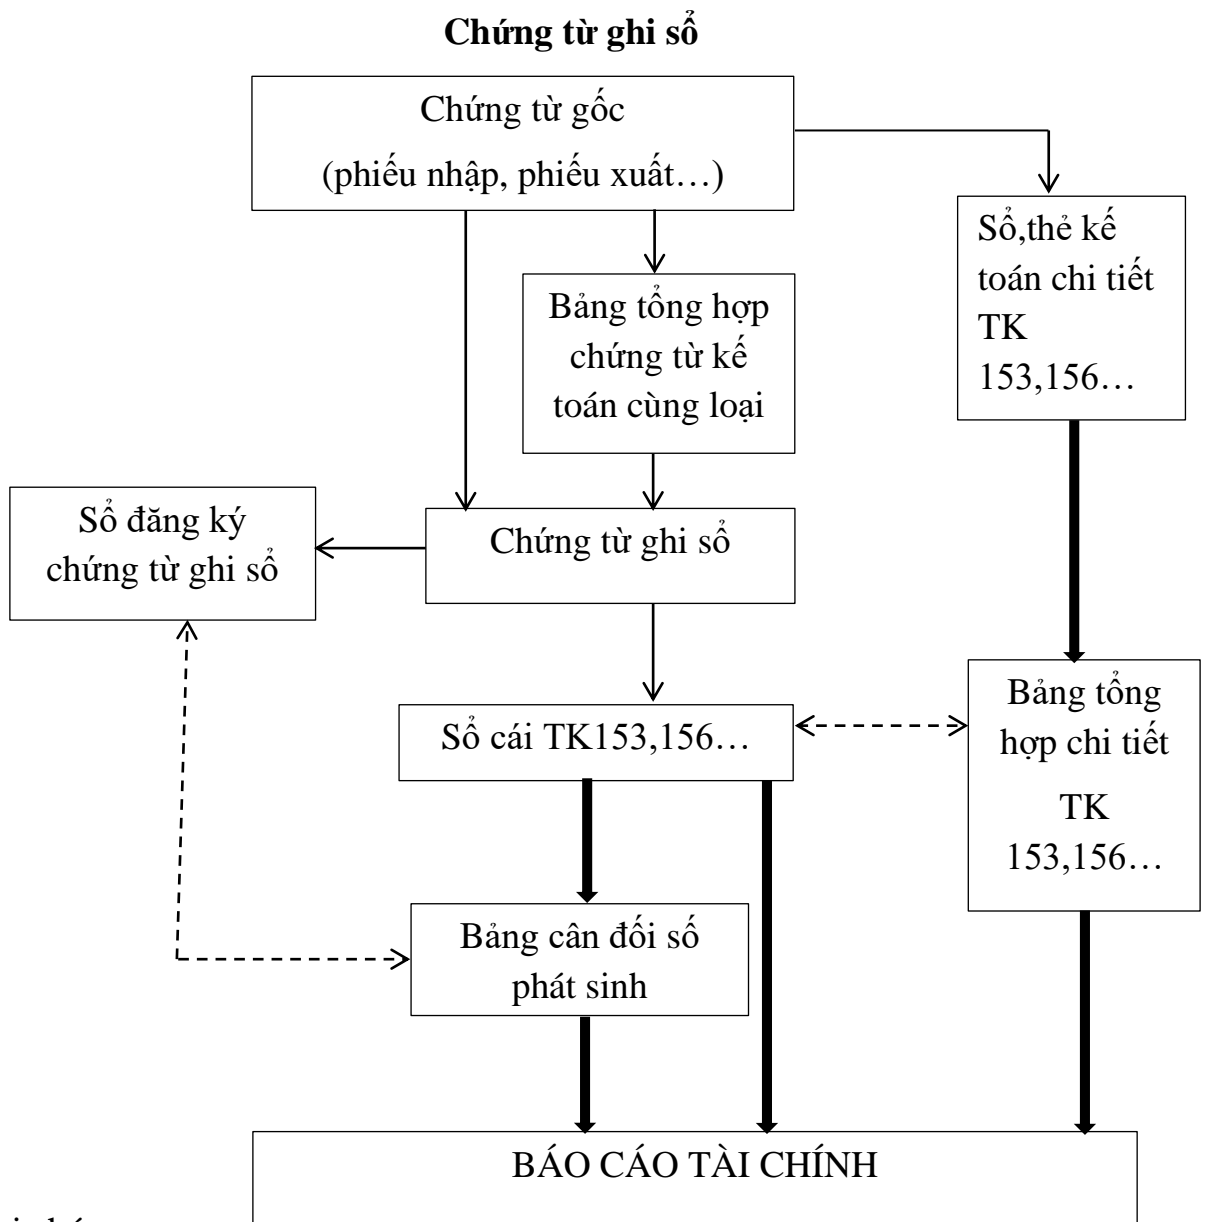 Chứng từ ghi sổ
Chứng từ gốc
(phiếu nhập, phiếu xuất…)
Sổ,thẻ kế
toán chi tiết
TK
153,156…
Bảng tổng hợp
chứng từ kế
toán cùng loại
Sổ đăng ký
chứng từ ghi sổ
Chứng từ ghi sổ
Bảng tổng
hợp chi tiết
TK
153,156…
Sổ cái TK153,156…
Bảng cân đối số
phát sinh
BÁO CÁO TÀI CHÍNH